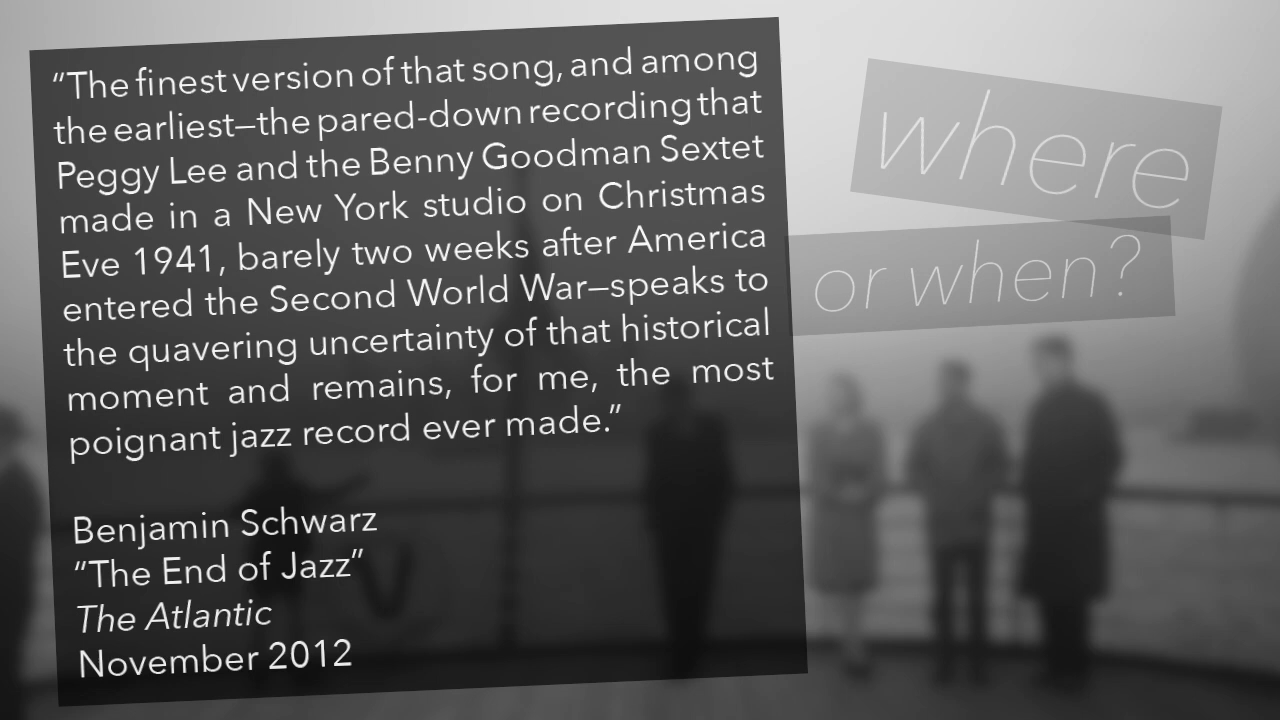 “The finest version of that song, and among
the earliest—the pared-down recording that
Peggy Lee and the Benny Goodman Sextet
made in a New York studio on Christmas
Eve 1941, barely two weeks after America
entered the Second World War—speaks to
the quavering uncertainty of that historical
moment and remains, for me, the most
poignant jazz record ever made.”
Benjamin Schwarz
“The End of Jazz”
The Atlantic
November 2012
where
or when?